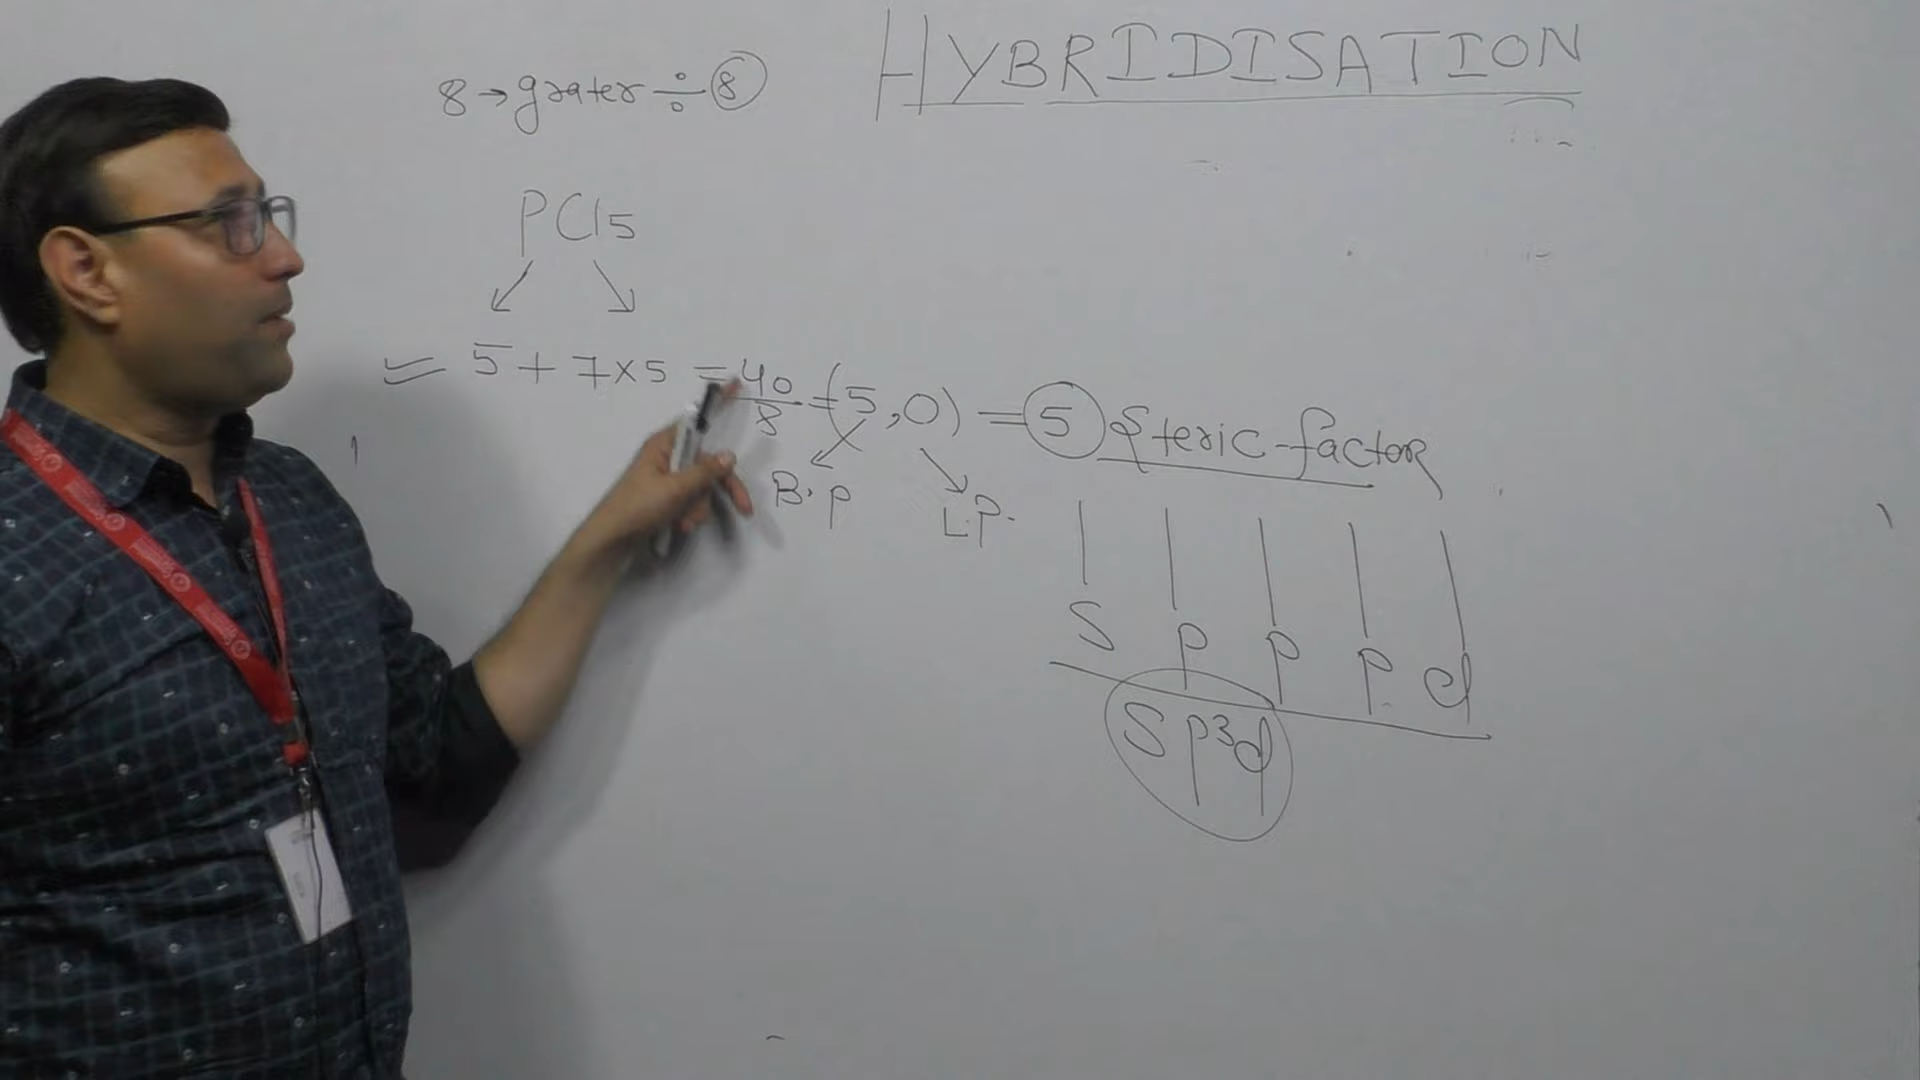 HYBRIDISATION
8 → grater ÷ 8
PCl5
= 5 + 7 × 5 = 40/8 = (5, 0) = 5 Steric-factor
B.P L.P.
S P P P d
SP³d